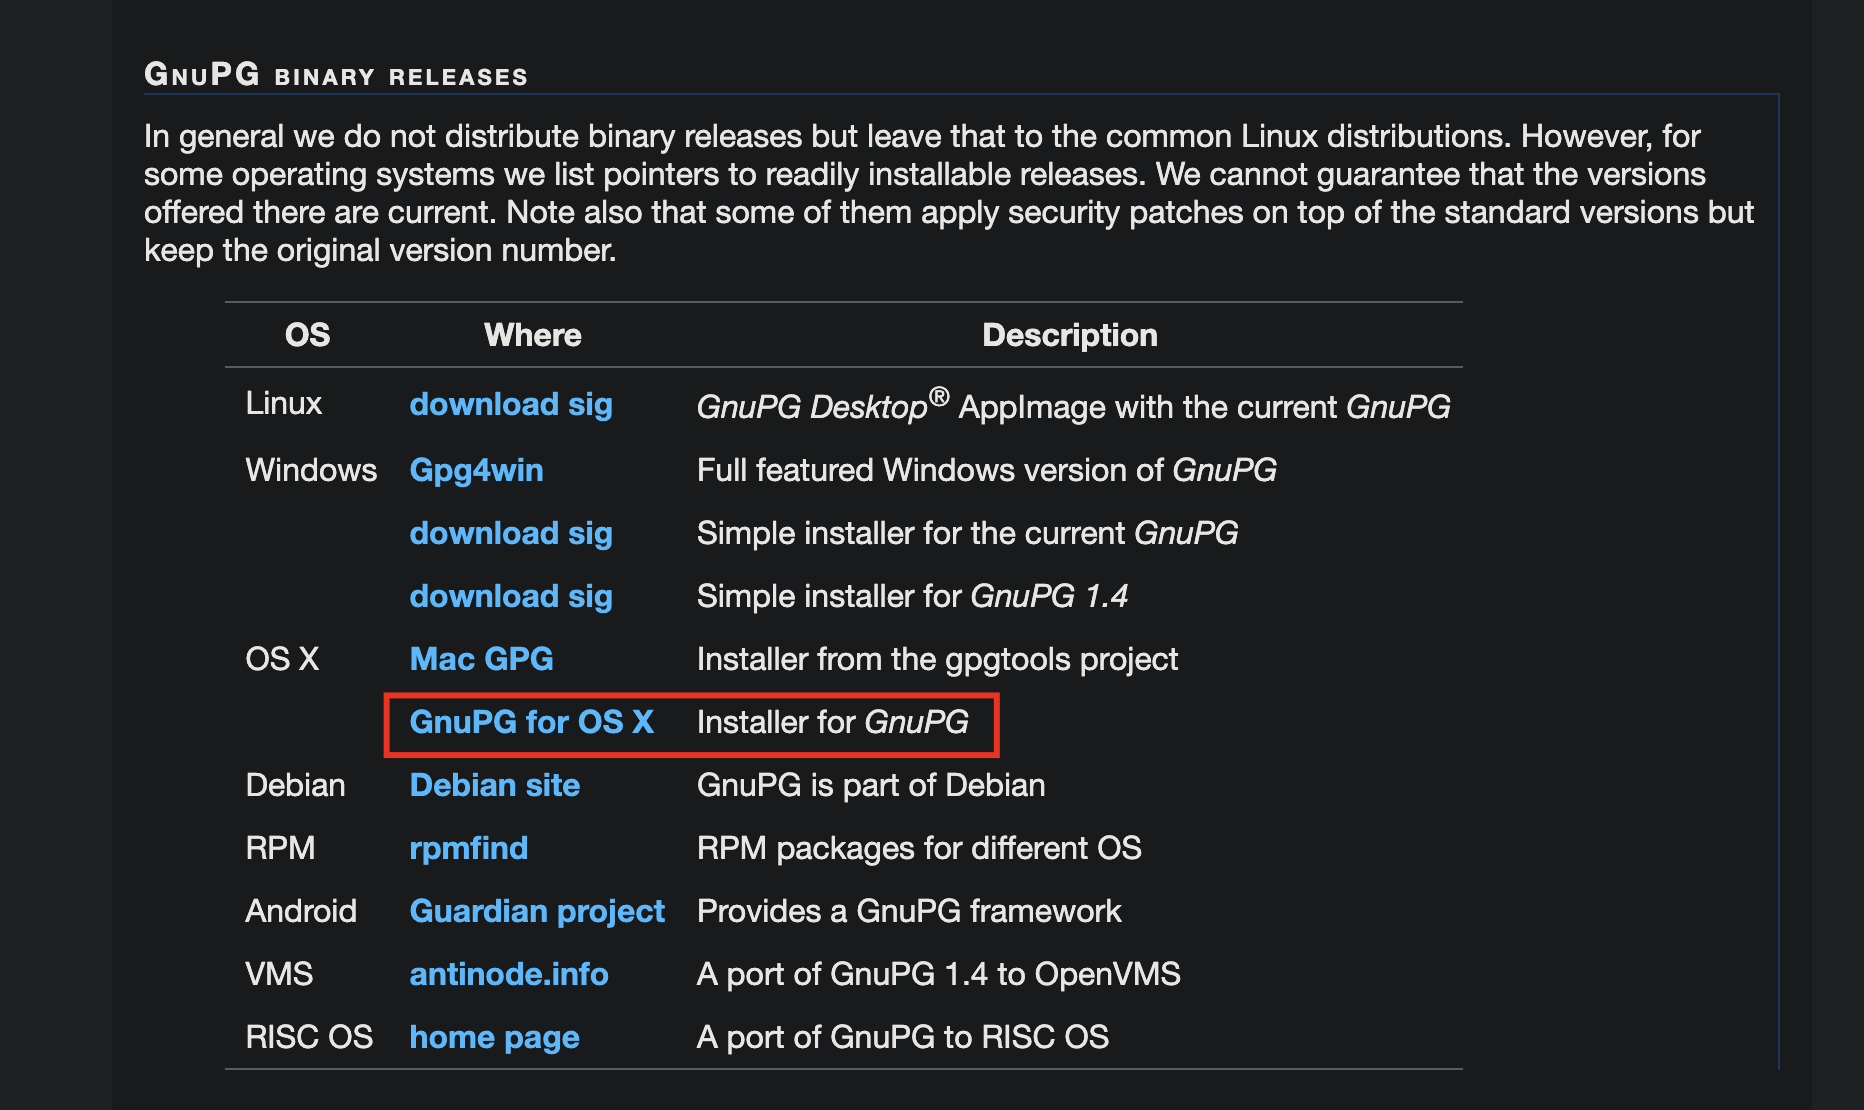 GnuPG binary releases
In general we do not distribute binary releases but leave that to the common Linux distributions. However, for
some operating systems we list pointers to readily installable releases. We cannot guarantee that the versions
offered there are current. Note also that some of them apply security patches on top of the standard versions but
keep the original version number.
OS Where Description
Linux download sig GnuPG Desktop® AppImage with the current GnuPG
Windows Gpg4win Full featured Windows version of GnuPG
download sig Simple installer for the current GnuPG
download sig Simple installer for GnuPG 1.4
OS X Mac GPG Installer from the gpgtools project
GnuPG for OS X Installer for GnuPG
Debian Debian site GnuPG is part of Debian
RPM rpmfind RPM packages for different OS
Android Guardian project Provides a GnuPG framework
VMS antinode.info A port of GnuPG 1.4 to OpenVMS
RISC OS home page A port of GnuPG to RISC OS